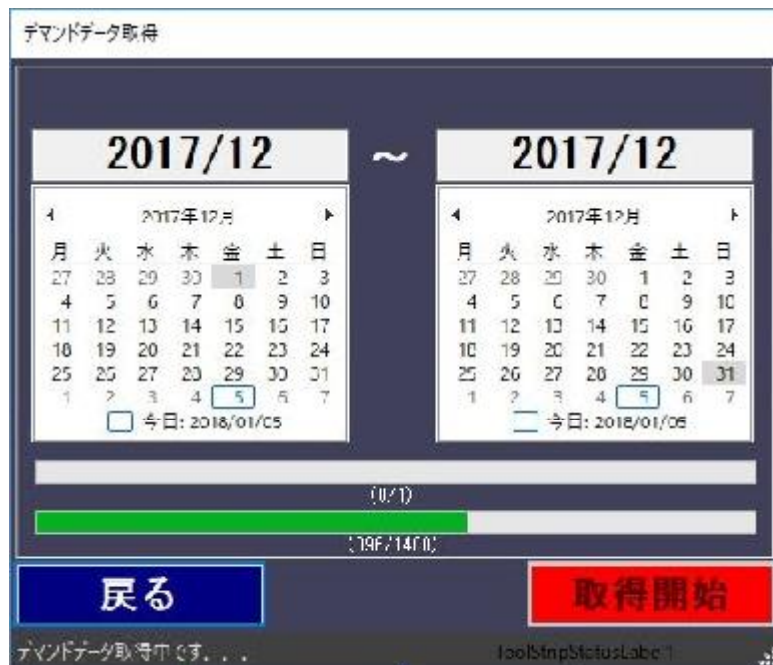 デマンドデータ取得
2017/12 ～ 2017/12
2017年12月 2017年12月
月 火 水 木 金 土 日 月 火 水 木 金 土 日
27 28 29 30 1 2 3 27 28 29 30 1 2 3
4 5 6 7 8 9 10 4 5 6 7 8 9 10
11 12 13 14 15 16 17 11 12 13 14 15 16 17
18 19 20 21 22 23 24 18 19 20 21 22 23 24
25 26 27 28 29 30 31 25 26 27 28 29 30 31
1 2 3 4 5 6 7 1 2 3 4 5 6 7
今日: 2018/01/05 今日: 2018/01/05
(0/1)
戻る 取得開始
デマンドデータ取得中です. . . . ToolStripStatusLabel1